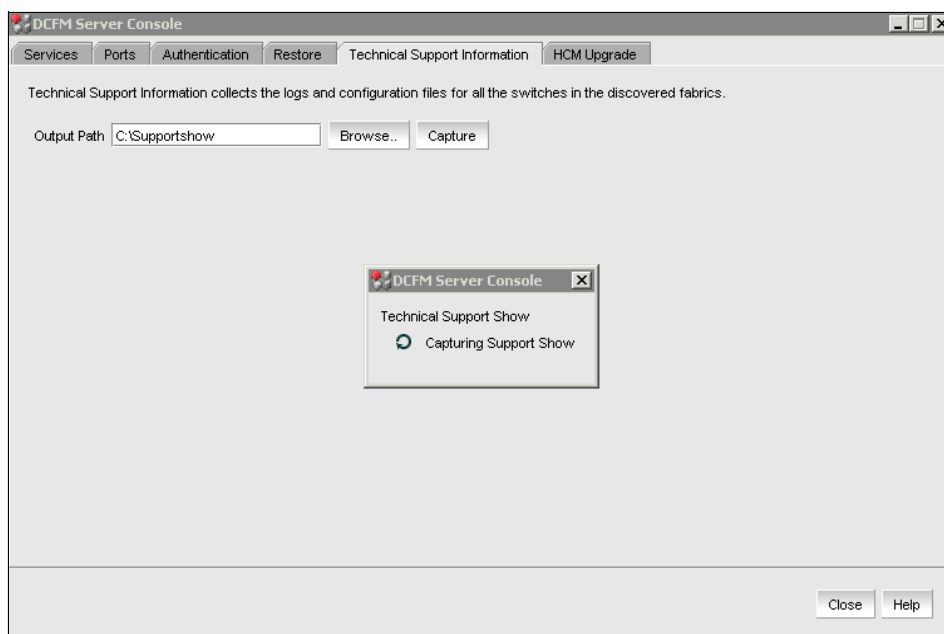 DCFM Server Console
Services Ports Authentication Restore Technical Support Information HCM Upgrade
Technical Support Information collects the logs and configuration files for all the switches in the discovered fabrics.
Output Path C:\Supportshow Browse.. Capture
DCFM Server Console
Technical Support Show
Capturing Support Show
Close Help